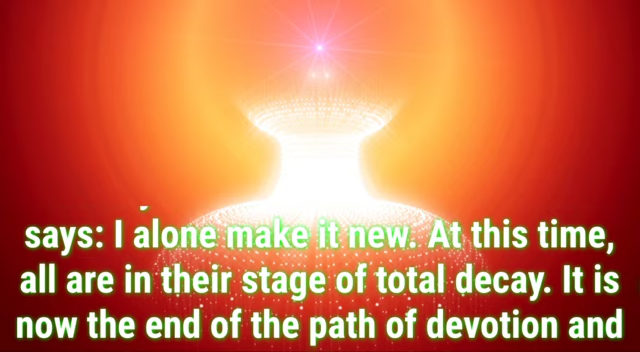 says: I alone make it new. At this time,
all are in their stage of total decay. It is
now the end of the path of devotion and